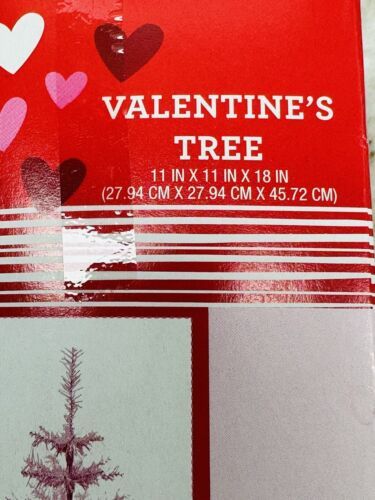 VALENTINE'S
TREE
11 IN X 11 IN X 18 IN
(27.94 CM X 27.94 CM X 45.72 CM)